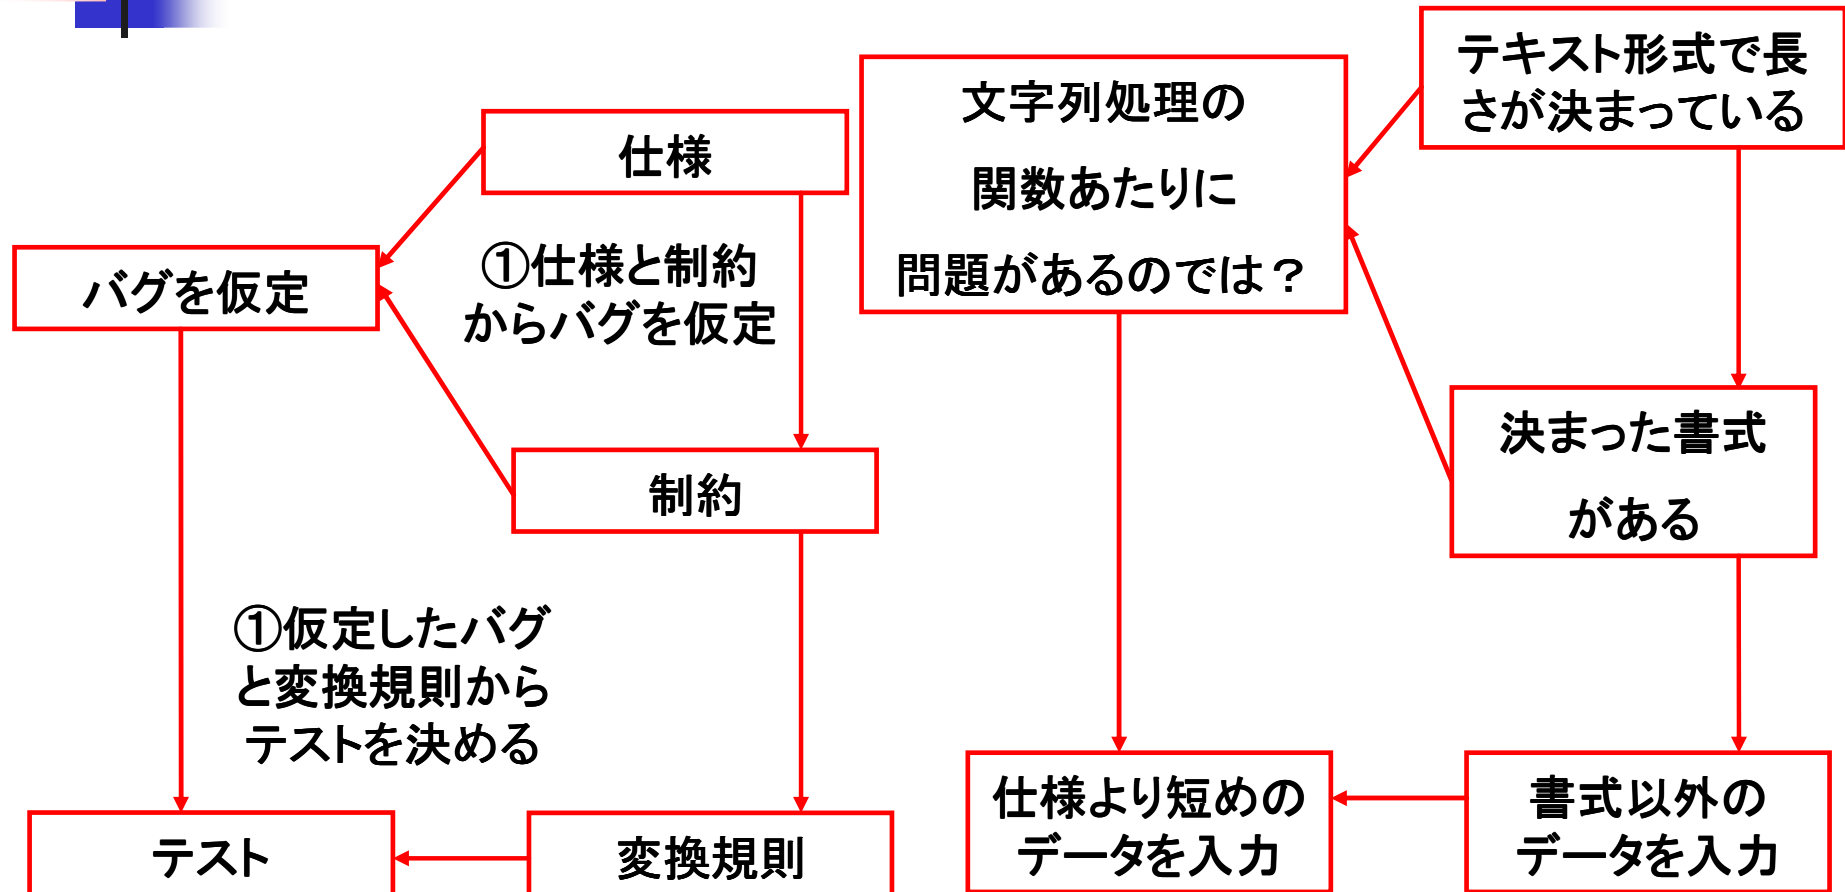 仕様
①仕様と制約
からバグを仮定
バグを仮定
制約
①仮定したバグ
と変換規則から
テストを決める
テスト
変換規則
テキスト形式で長
さが決まっている
文字列処理の
関数あたりに
問題があるのでは？
決まった書式
がある
仕様より短めの
データを入力
書式以外の
データを入力